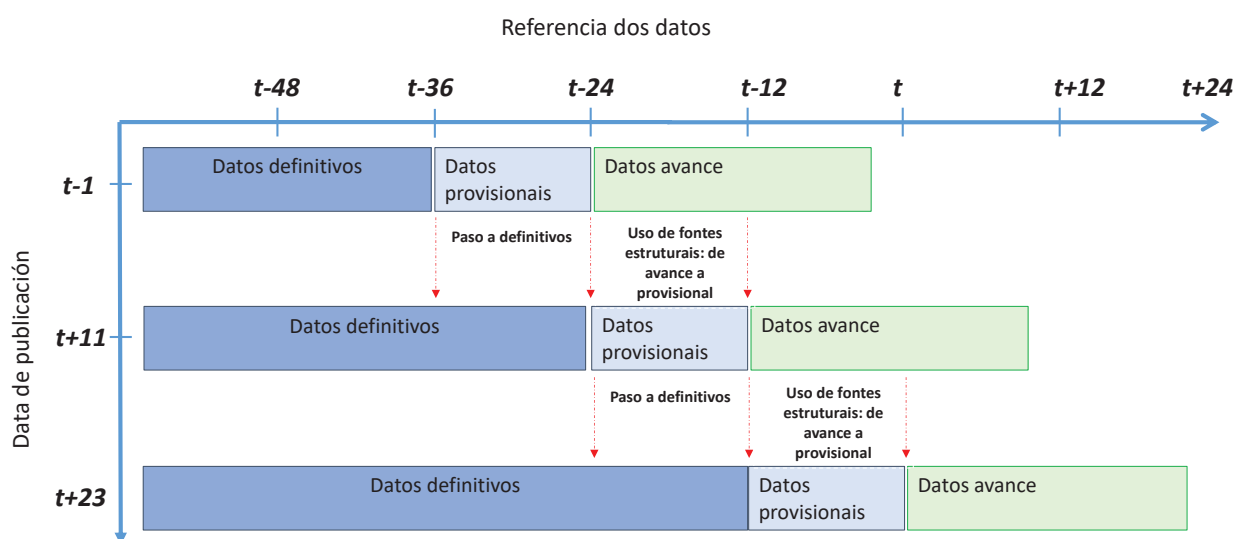 Referencia dos datos
t-48
t-36
t-24
t-12
t
t+12
t+24
Data de publicación
t-1
Datos definitivos
Datos
provisionais
Datos avance
Paso a definitivos
Uso de fontes
estruturais: de
avance a
provisional
t+11
Datos definitivos
Datos
provisionais
Datos avance
Paso a definitivos
Uso de fontes
estruturais: de
avance a
provisional
t+23
Datos definitivos
Datos
provisionais
Datos avance